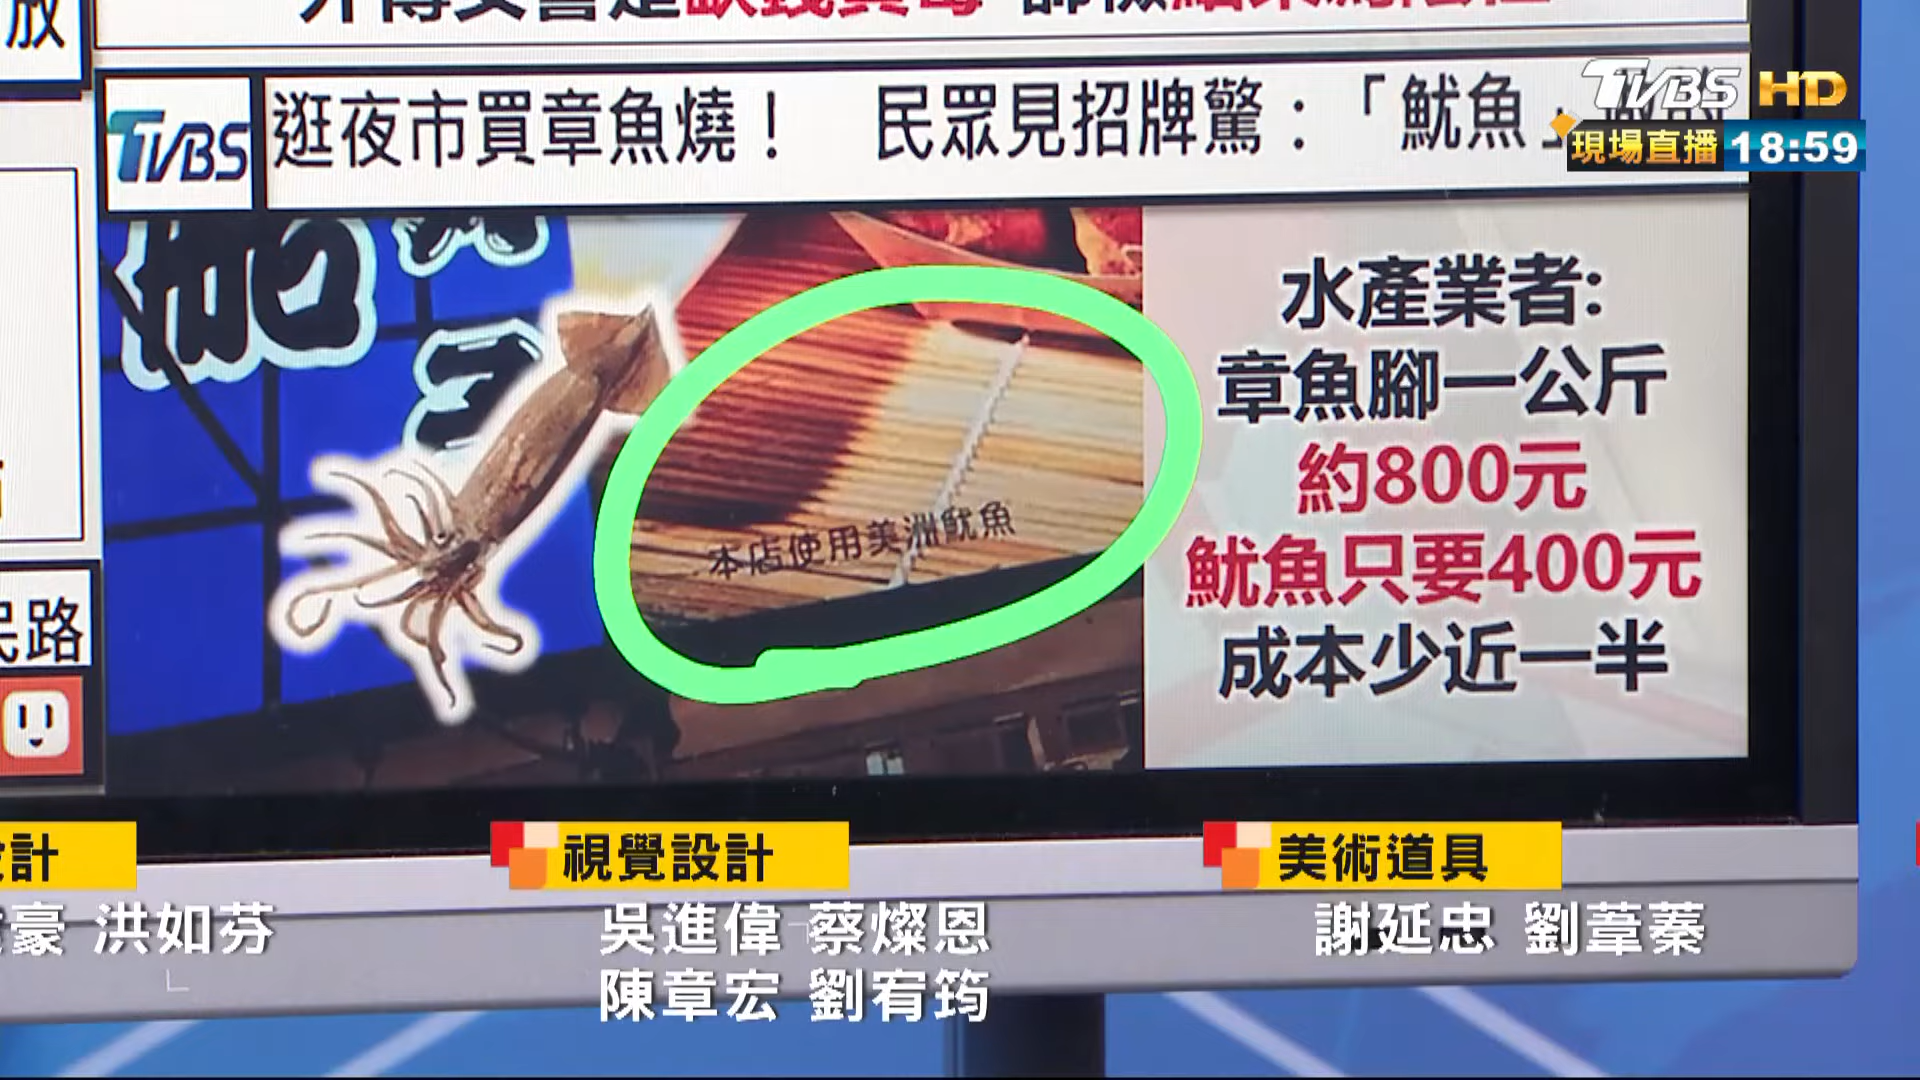 放
TVBS
逛夜市買章魚燒! 民眾見招牌驚:「魷魚」
TVBS HD
現場直播 18:59
水產業者:
章魚腳一公斤
約800元
魷魚只要400元
成本少近一半
本店使用美洲魷魚
民路
計
豪 洪如芬
視覺設計
吳進偉 蔡燦恩
陳章宏 劉宥筠
美術道具
謝延忠 劉葦蓁